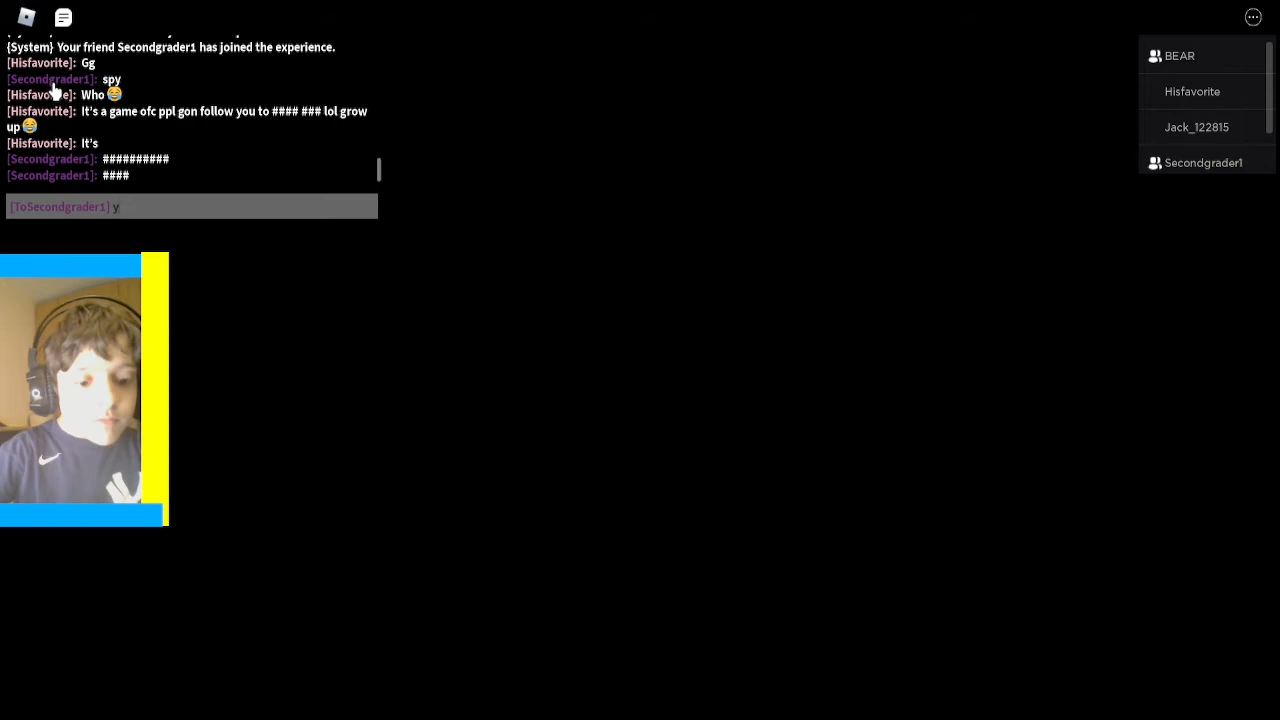 {System} Your friend Secondgrader1 has joined the experience.
[Hisfavorite]: Gg
[Secondgrader1]: spy
[Hisfavorite]: Who 😂
[Hisfavorite]: It's a game ofc ppl gon follow you to #### ### lol grow
up 😂
[Hisfavorite]: It's
[Secondgrader1]: ##########
[Secondgrader1]: ####
[ToSecondgrader1] y
BEAR
Hisfavorite
Jack_122815
Secondgrader1